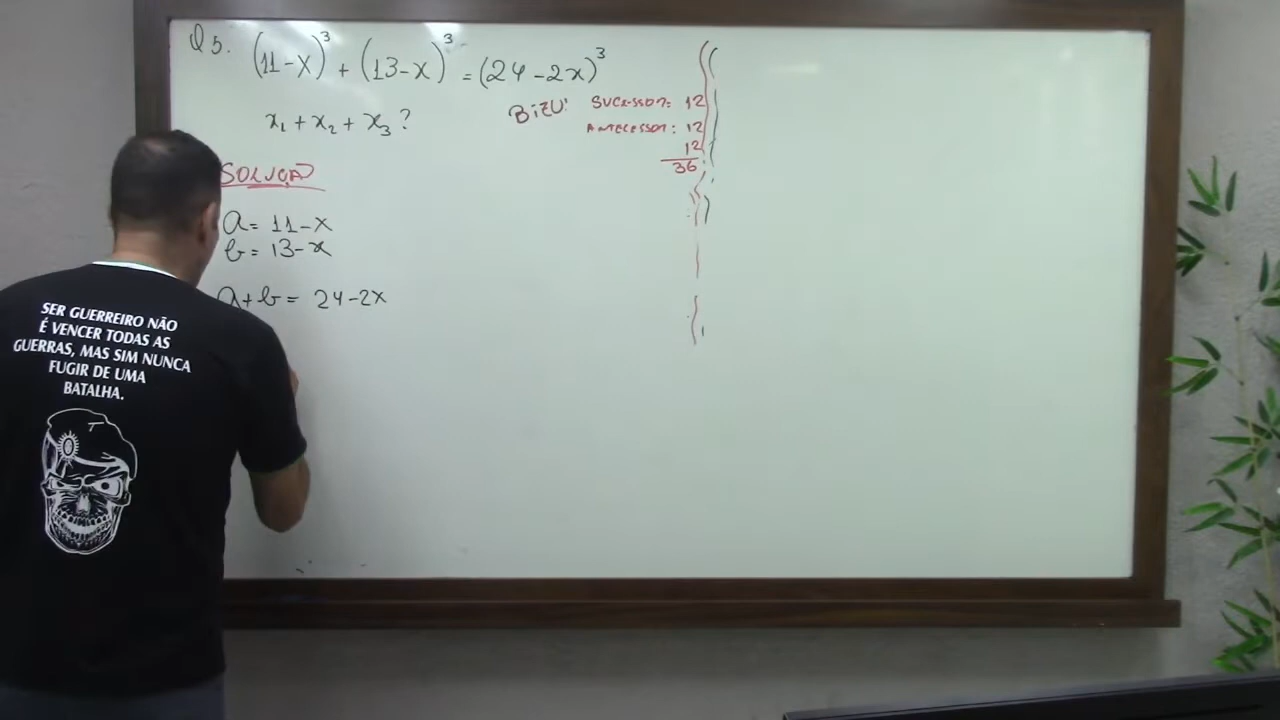 Q5. (11-x)³ + (13-x)³ = (24-2x)³
x₁ + x₂ + x₃ ?
BIZU: SUCESSOR: 12
ANTECESSOR: 12
12
36
SOLUÇÃO
a = 11-x
b = 13-x
a+b = 24-2x
SER GUERREIRO NÃO
É VENCER TODAS AS
GUERRAS, MAS SIM NUNCA
FUGIR DE UMA
BATALHA.